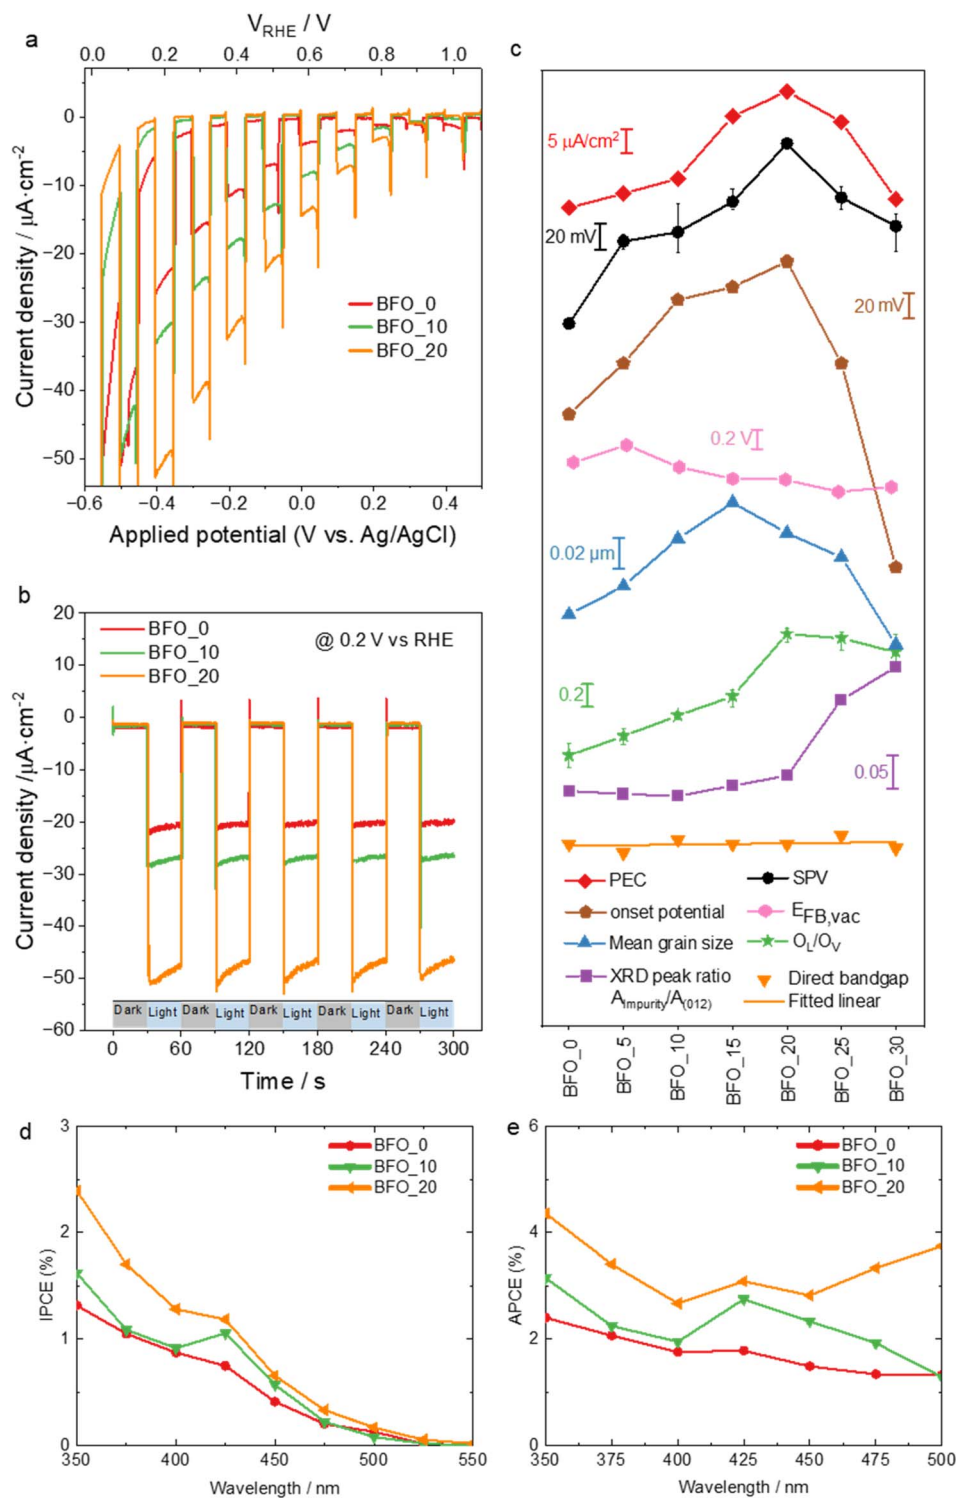 a
V_RHE / V
0.0 0.2 0.4 0.6 0.8 1.0
0
−10
−20
−30
−40
−50
Current density / µA·cm⁻²
BFO_0
BFO_10
BFO_20
−0.6 −0.4 −0.2 0.0 0.2 0.4
Applied potential (V vs. Ag/AgCl)
b
20
10
0
−10
−20
−30
−40
−50
−60
Current density /µA·cm⁻²
BFO_0
BFO_10
BFO_20
@ 0.2 V vs RHE
Dark Light Dark Light Dark Light Dark Light Dark Light
0 60 120 180 240 300
Time / s
c
5 µA/cm²
20 mV
20 mV
0.2 V
0.02 µm
0.2
0.05
PEC
SPV
onset potential
E_FB,vac
Mean grain size
O_L/O_V
XRD peak ratio
A_Impurity/A_(012)
Direct bandgap
Fitted linear
BFO_0
BFO_5
BFO_10
BFO_15
BFO_20
BFO_25
BFO_30
d
3
2
1
0
IPCE (%)
BFO_0
BFO_10
BFO_20
350 400 450 500 550
Wavelength / nm
e
6
4
2
0
APCE (%)
BFO_0
BFO_10
BFO_20
350 375 400 425 450 475 500
Wavelength / nm